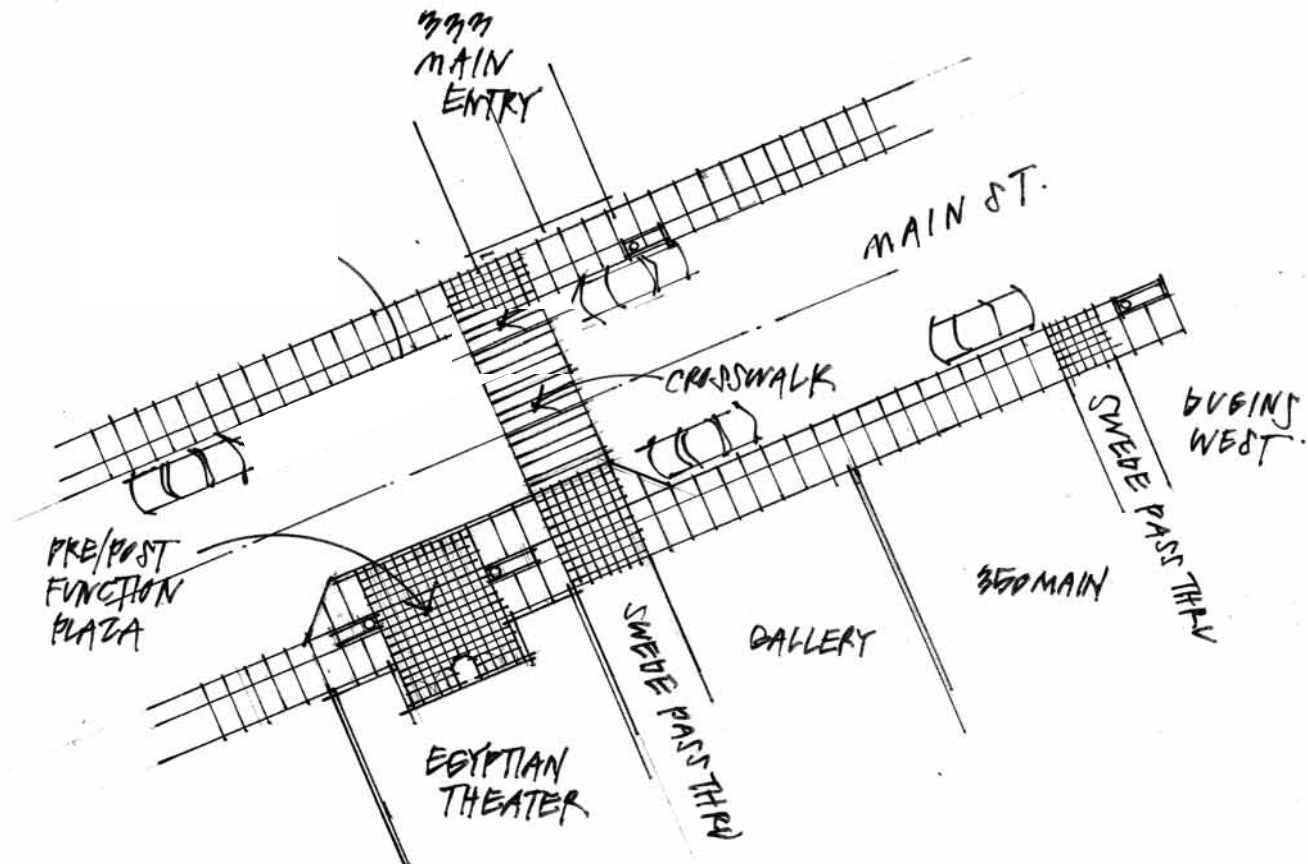 333
MAIN
ENTRY
MAIN ST.
CROSSWALK
SWEDE PASS THRU
DUGINS
WEST.
PRE/POST
FUNCTION
PLAZA
350 MAIN
GALLERY
SWEDE PASS THRU
EGYPTIAN
THEATER